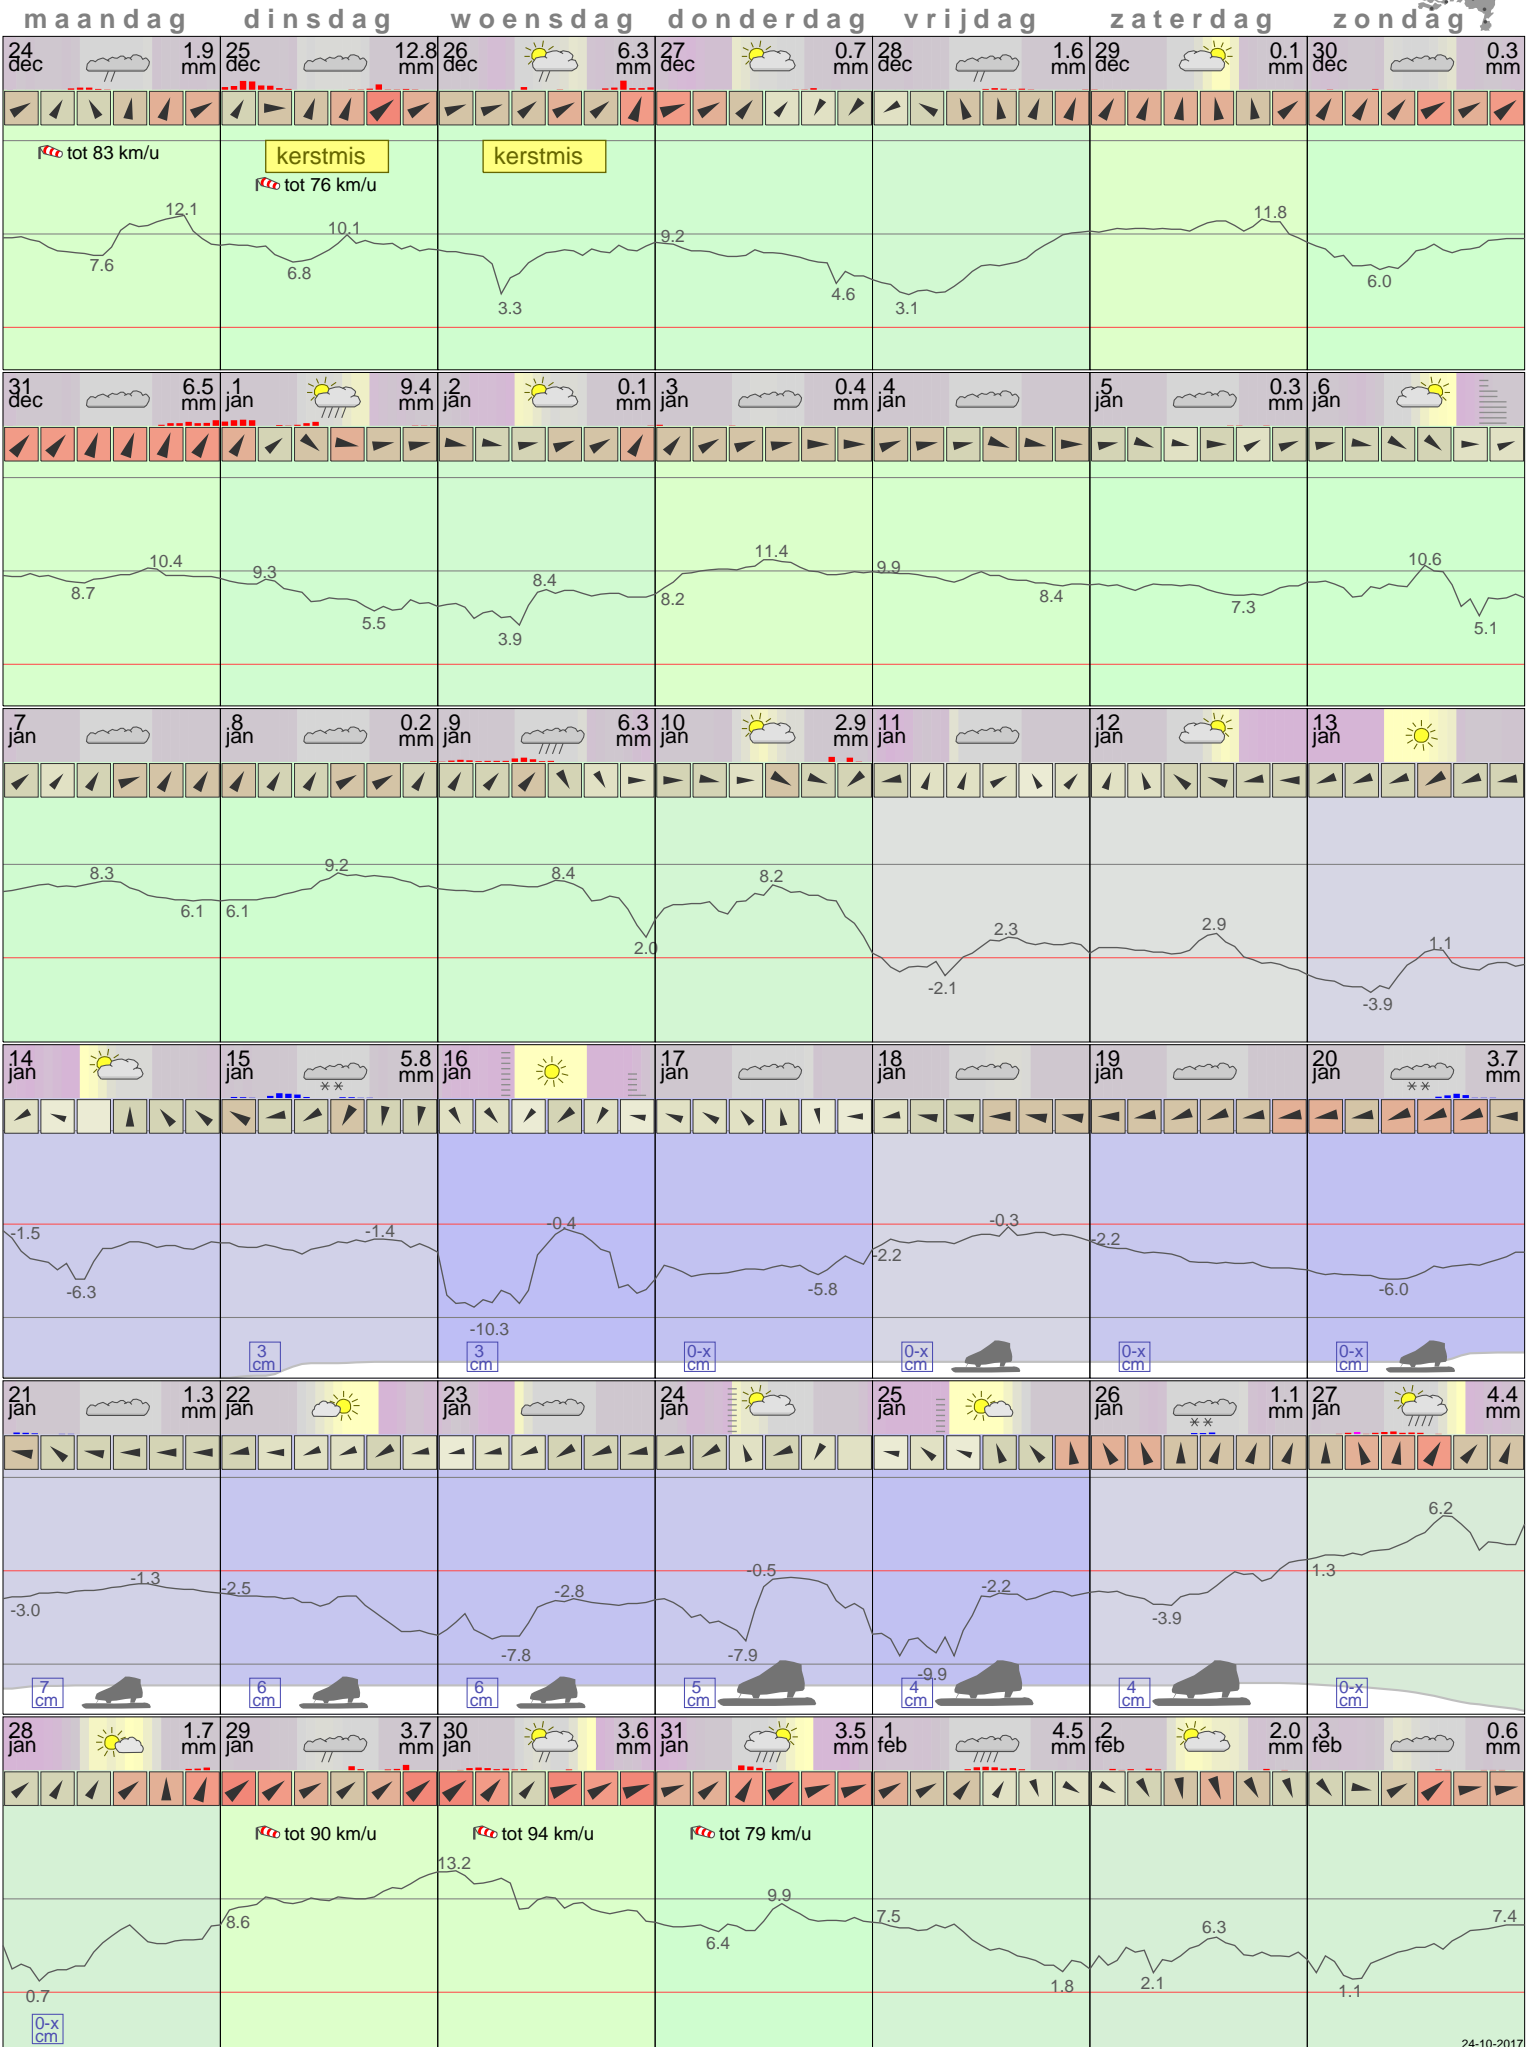 maandag dinsdag woensdag donderdag vrijdag zaterdag zondag
24 dec 1.9 mm 25 dec 12.8 mm 26 dec 6.3 mm 27 dec 0.7 mm 28 dec 1.6 mm 29 dec 0.1 mm 30 dec 0.3 mm
tot 83 km/u kerstmis kerstmis
tot 76 km/u
12.1 10.1 9.2 11.8
7.6 6.8 3.3 4.6 3.1 6.0
31 dec 6.5 mm 1 jan 9.4 mm 2 jan 0.1 mm 3 jan 0.4 mm 4 jan 5 jan 0.3 mm 6 jan
10.4 9.3 8.4 11.4 9.9 10.6
8.7 5.5 3.9 8.2 8.4 7.3 5.1
7 jan 8 jan 0.2 mm 9 jan 6.3 mm 10 jan 2.9 mm 11 jan 12 jan 13 jan
8.3 9.2 8.4 8.2 2.3 2.9 1.1
6.1 6.1 2.0 -2.1 -3.9
14 jan 15 jan 5.8 mm 16 jan 17 jan 18 jan 19 jan 20 jan 3.7 mm
-1.5 -1.4 -0.4 -0.3 -2.2
-6.3 -10.3 -5.8 -2.2 -6.0
3 cm 3 cm 0-x cm 0-x cm 0-x cm 0-x cm
21 jan 1.3 mm 22 jan 23 jan 24 jan 25 jan 26 jan 1.1 mm 27 jan 4.4 mm
6.2
-1.3 -2.5 -2.8 -0.5 -2.2 1.3
-3.0 -7.8 -7.9 -9.9 -3.9
7 cm 6 cm 6 cm 5 cm 4 cm 4 cm 0-x cm
28 jan 1.7 mm 29 jan 3.7 mm 30 jan 3.6 mm 31 jan 3.5 mm 1 feb 4.5 mm 2 feb 2.0 mm 3 feb 0.6 mm
tot 90 km/u tot 94 km/u tot 79 km/u
13.2 9.9 7.5 6.3 7.4
8.6 6.4 1.8 2.1 1.1
0.7
0-x cm
24-10-2017